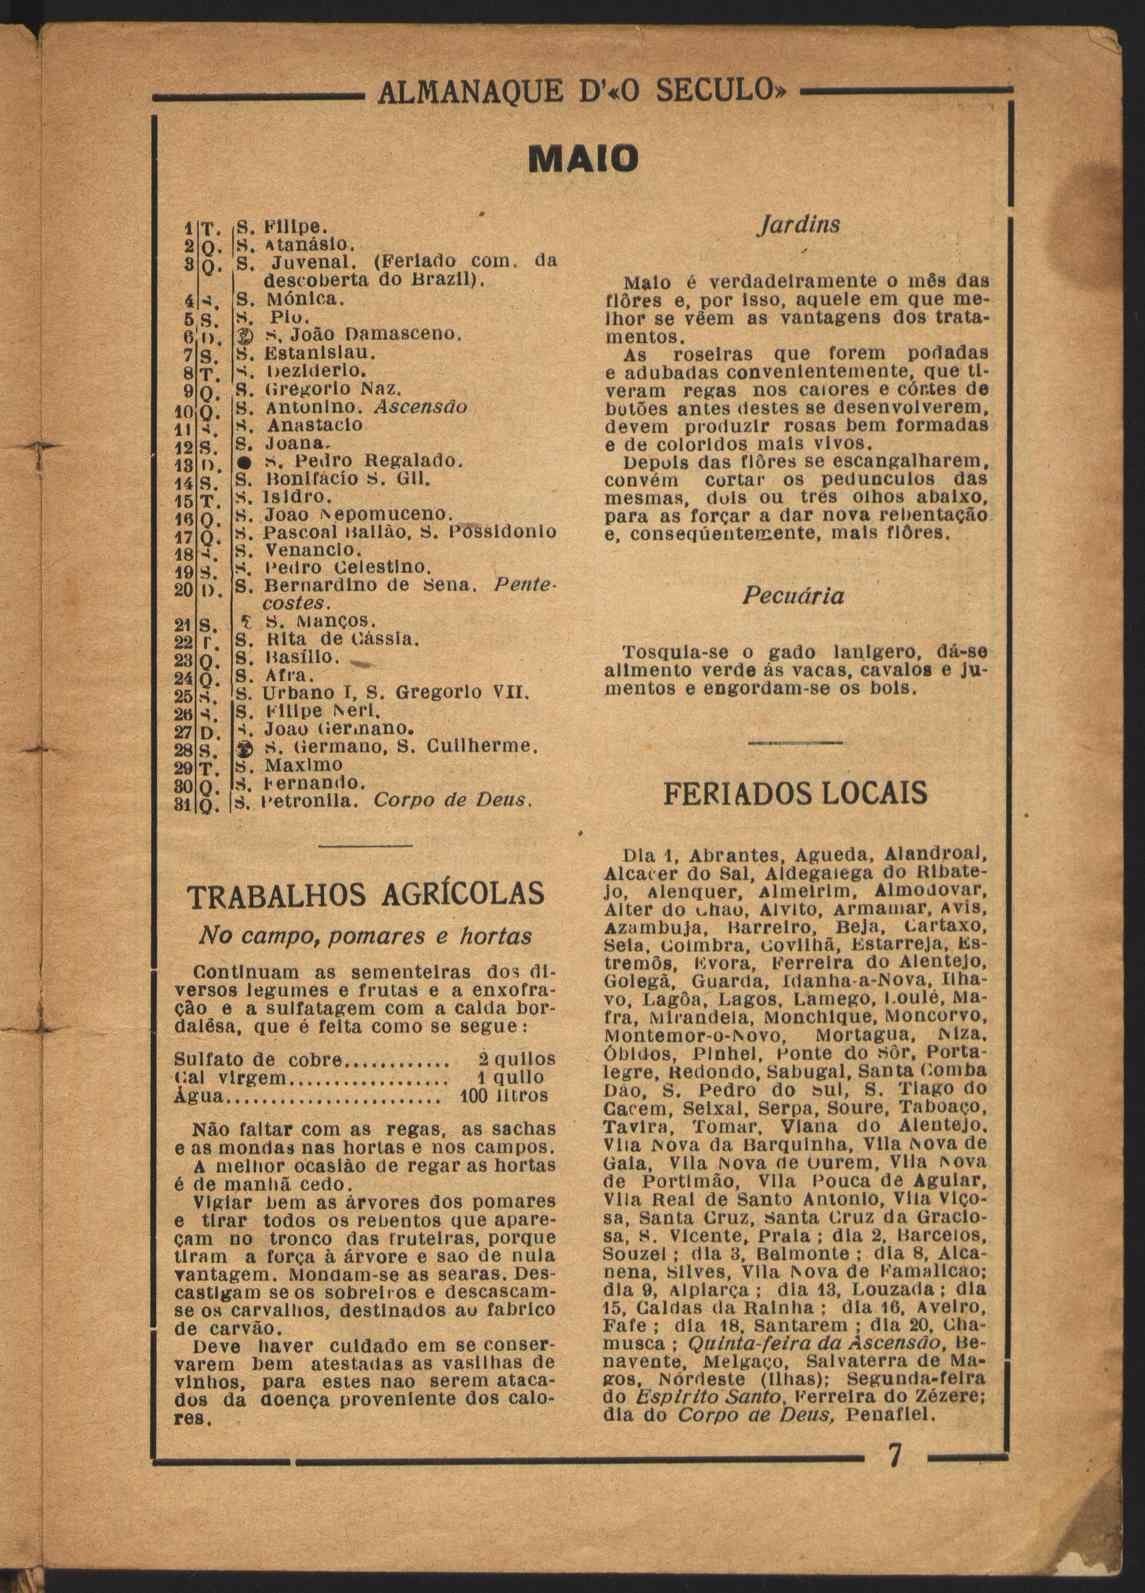 ALMANAQUE D'«O SECULO»
MAIO
1 T. S. Filipe.
2 Q. S. Atanásio.
3 Q. S. Juvenal. (Feriado com. da
descoberta do Brazil).
4 S. S. Mónica.
5 S. S. Pio.
6 D. S. João Damasceno.
7 S. S. Estanislau.
8 T. S. Deziderio.
9 Q. S. Gregorio Naz.
10 Q. S. Antonino. Ascensão
11 S. S. Anastacio
12 S. S. Joana.
13 D. ● S. Pedro Regalado.
14 S. S. Bonifácio S. Gil.
15 T. S. Isidro.
16 Q. S. Joao Nepomuceno.
17 Q. S. Pascoal Bailão, S. Possidonio
18 S. S. Venancio.
19 S. S. Pedro Celestino.
20 D. S. Bernardino de Sena. Pente-
costes.
21 S. S. Manços.
22 T. S. Rita de Cássia.
23 Q. S. Basílio.
24 Q. S. Afra.
25 S. S. Urbano I, S. Gregorio VII.
26 S. S. Filipe Neri.
27 D. S. Joao Germano.
28 S. S. Germano, S. Guilherme.
29 T. S. Maximo
30 Q. S. Fernando.
31 Q. S. Petronila. Corpo de Deus.
TRABALHOS AGRÍCOLAS
No campo, pomares e hortas
Continuam as sementeiras dos di-
versos legumes e frutas e a enxofra-
ção e a sulfatagem com a calda bor-
dalêsa, que é feita como se segue:
Sulfato de cobre............ 2 quilos
Cal virgem.................. 1 quilo
Água........................ 100 litros
Não faltar com as regas, as sachas
e as mondas nas hortas e nos campos.
A melhor ocasião de regar as hortas
é de manhã cedo.
Vigiar bem as árvores dos pomares
e tirar todos os rebentos que apare-
çam no tronco das fruteiras, porque
tiram a força à árvore e sao de nula
vantagem. Mondam-se as searas. Des-
castigam se os sobreiros e descascam-
se os carvalhos, destinados ao fabrico
de carvão.
Deve haver cuidado em se conser-
varem bem atestadas as vasilhas de
vinhos, para estes nao serem ataca-
dos da doença proveniente dos calo-
res.
Jardins
Maio é verdadeiramente o mês das
flôres e, por isso, aquele em que me-
lhor se vêem as vantagens dos trata-
mentos.
As roseiras que forem podadas
e adubadas convenientemente, que ti-
veram regas nos calores e córtes de
botões antes destes se desenvolverem,
devem produzir rosas bem formadas
e de coloridos mais vivos.
Depois das flôres se escangalharem,
convém cortar os pedunculos das
mesmas, dois ou três olhos abaixo,
para as forçar a dar nova rebentação
e, conseqüentemente, mais flôres.
Pecuária
Tosquia-se o gado lanígero, dá-se
alimento verde ás vacas, cavalos e ju-
mentos e engordam-se os bois.
FERIADOS LOCAIS
Dia 1, Abrantes, Agueda, Alandroal,
Alcacer do Sal, Aldegalega do Ribate-
jo, Alenquer, Almeirim, Almodovar,
Alter do Chao, Alvito, Armamar, Avis,
Azambuja, Barreiro, Beja, Cartaxo,
Seia, Coimbra, Covilhã, Estarreja, Es-
tremôs, Evora, Ferreira do Alentejo,
Golegã, Guarda, Idanha-a-Nova, Ilha-
vo, Lagôa, Lagos, Lamego, Loulé, Ma-
fra, Mirandela, Monchique, Moncorvo,
Montemor-o-Novo, Mortagua, Niza,
Óbidos, Pinhel, Ponte do Sôr, Porta-
legre, Redondo, Sabugal, Santa Comba
Dão, S. Pedro do Sul, S. Tiago do
Cacem, Seixal, Serpa, Soure, Taboaço,
Tavira, Tomar, Viana do Alentejo,
Vila Nova da Barquinha, Vila Nova de
Gaia, Vila Nova de Ourem, Vila Nova
de Portimão, Vila Pouca de Aguiar,
Vila Real de Santo Antonio, Vila Viço-
sa, Santa Cruz, Santa Cruz da Gracio-
sa, S. Vicente, Praia; dia 2, Barcelos,
Souzel; dia 3, Belmonte; dia 8, Alca-
nena, Silves, Vila Nova de Famalicao;
dia 9, Alpiarça; dia 13, Louzada; dia
15, Caldas da Rainha; dia 16, Aveiro,
Fafe; dia 18, Santarem; dia 20, Cha-
musca; Quinta-feira da Ascensão, Be-
navente, Melgaço, Salvaterra de Ma-
gos, Nórdeste (Ilhas); Segunda-feira
do Espirito Santo, Ferreira do Zézere;
dia do Corpo de Deus, Penafiel.
7